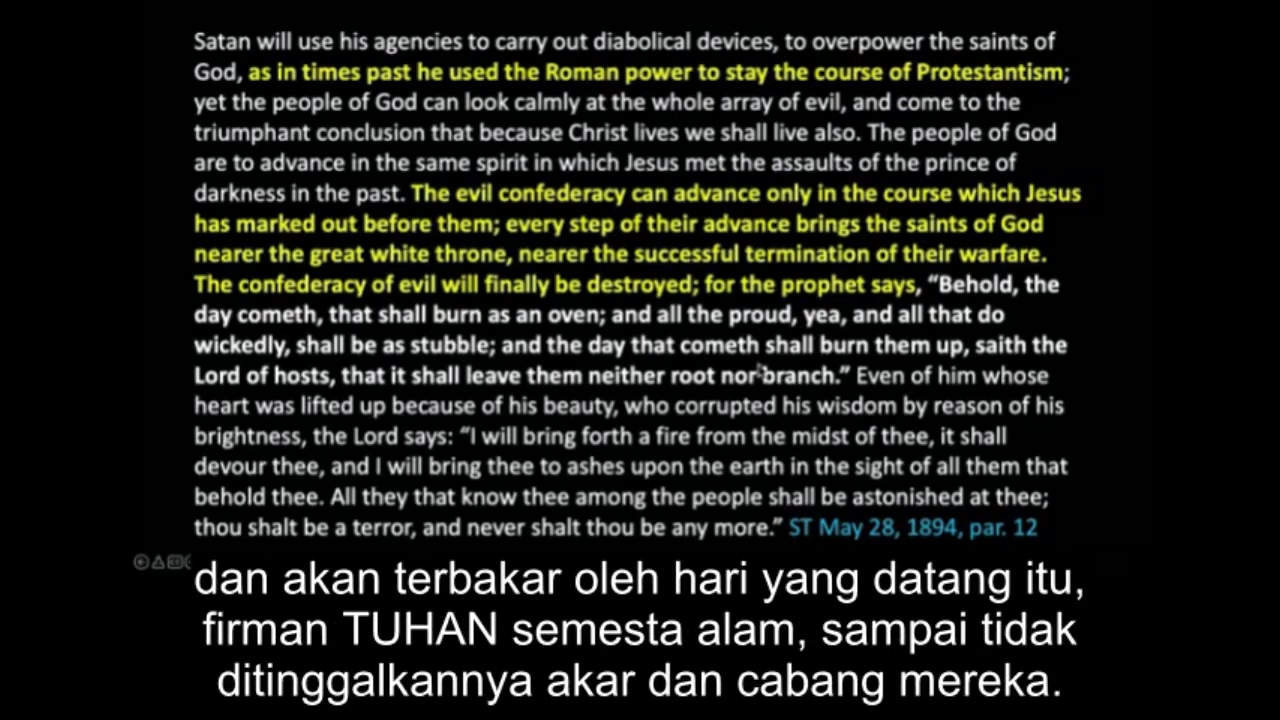 Satan will use his agencies to carry out diabolical devices, to overpower the saints of
God, as in times past he used the Roman power to stay the course of Protestantism;
yet the people of God can look calmly at the whole array of evil, and come to the
triumphant conclusion that because Christ lives we shall live also. The people of God
are to advance in the same spirit in which Jesus met the assaults of the prince of
darkness in the past. The evil confederacy can advance only in the course which Jesus
has marked out before them; every step of their advance brings the saints of God
nearer the great white throne, nearer the successful termination of their warfare.
The confederacy of evil will finally be destroyed; for the prophet says, “Behold, the
day cometh, that shall burn as an oven; and all the proud, yea, and all that do
wickedly, shall be as stubble; and the day that cometh shall burn them up, saith the
Lord of hosts, that it shall leave them neither root nor branch.” Even of him whose
heart was lifted up because of his beauty, who corrupted his wisdom by reason of his
brightness, the Lord says: “I will bring forth a fire from the midst of thee, it shall
devour thee, and I will bring thee to ashes upon the earth in the sight of all them that
behold thee. All they that know thee among the people shall be astonished at thee;
thou shalt be a terror, and never shalt thou be any more.” ST May 28, 1894, par. 12
dan akan terbakar oleh hari yang datang itu,
firman TUHAN semesta alam, sampai tidak
ditinggalkannya akar dan cabang mereka.